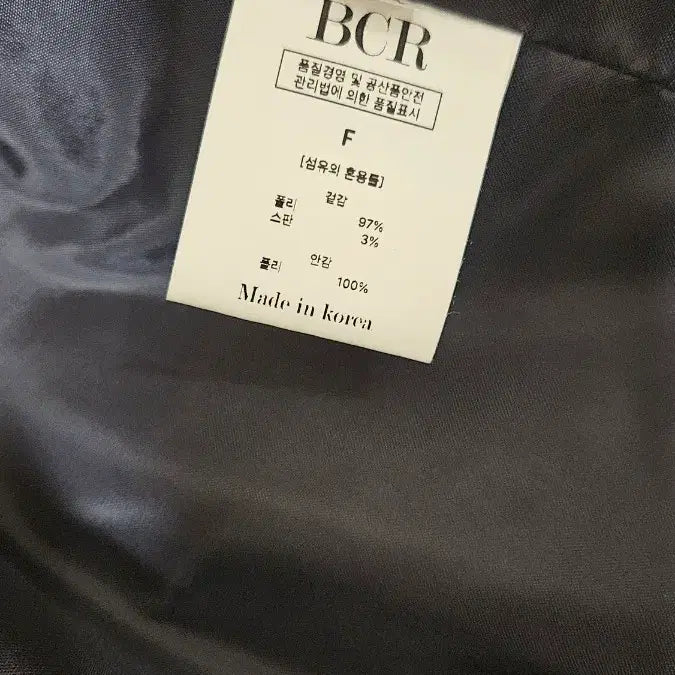 BCR
품질경영 및 공산품안전
관리법에 의한 품질표시
F
[섬유의 혼용률]
겉감
폴리 97%
스판 3%
안감
폴리 100%
Made in korea